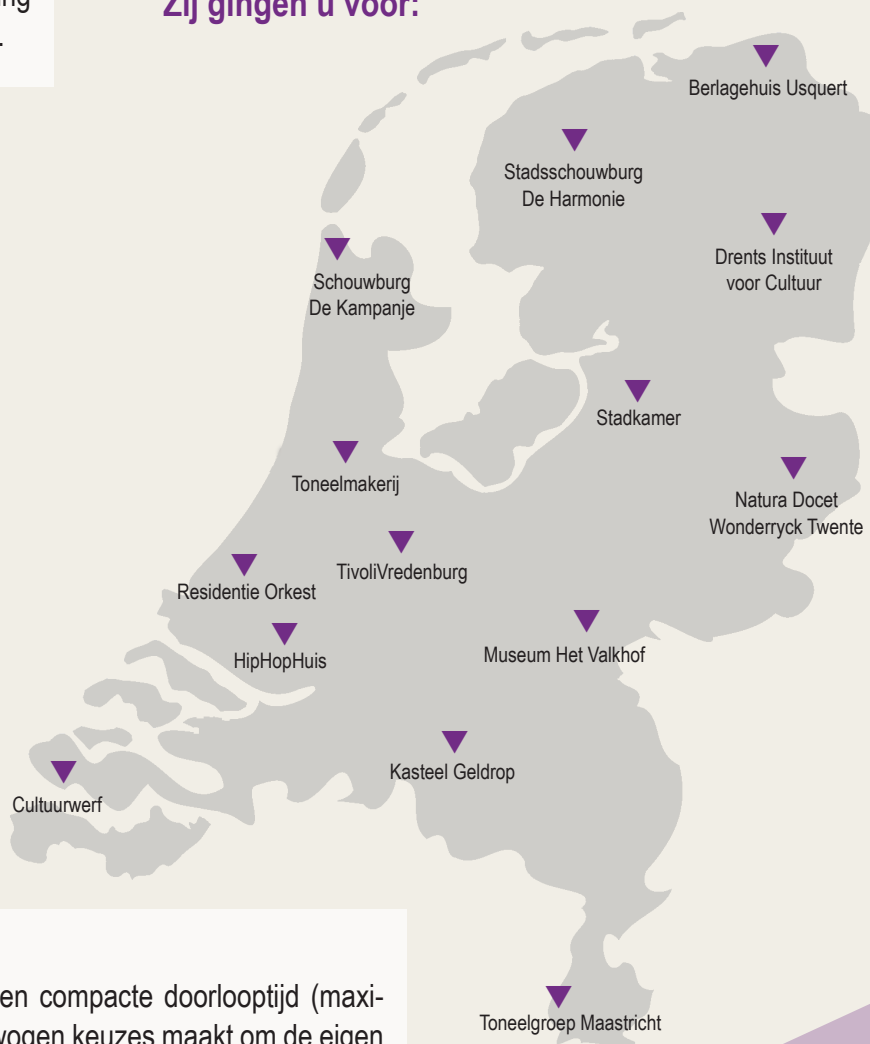 ng
.
Zij gingen u voor:
Berlagehuis Usquert
Stadsschouwburg
De Harmonie
Drents Instituut
voor Cultuur
Schouwburg
De Kampanje
Stadkamer
Toneelmakerij
Natura Docet
Wonderryck Twente
TivoliVredenburg
Residentie Orkest
HipHopHuis
Museum Het Valkhof
Kasteel Geldrop
Cultuurwerf
en compacte doorlooptijd (maxi-
wogen keuzes maakt om de eigen
Toneelgroep Maastricht